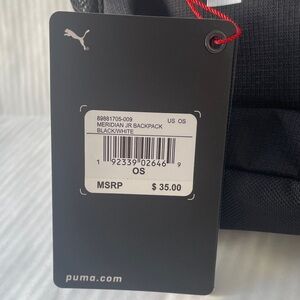 89881705-009 US OS
MERIDIAN JR BACKPACK
BLACK/WHITE
1 92339 02646 9
OS
MSRP $ 35.00
puma.com